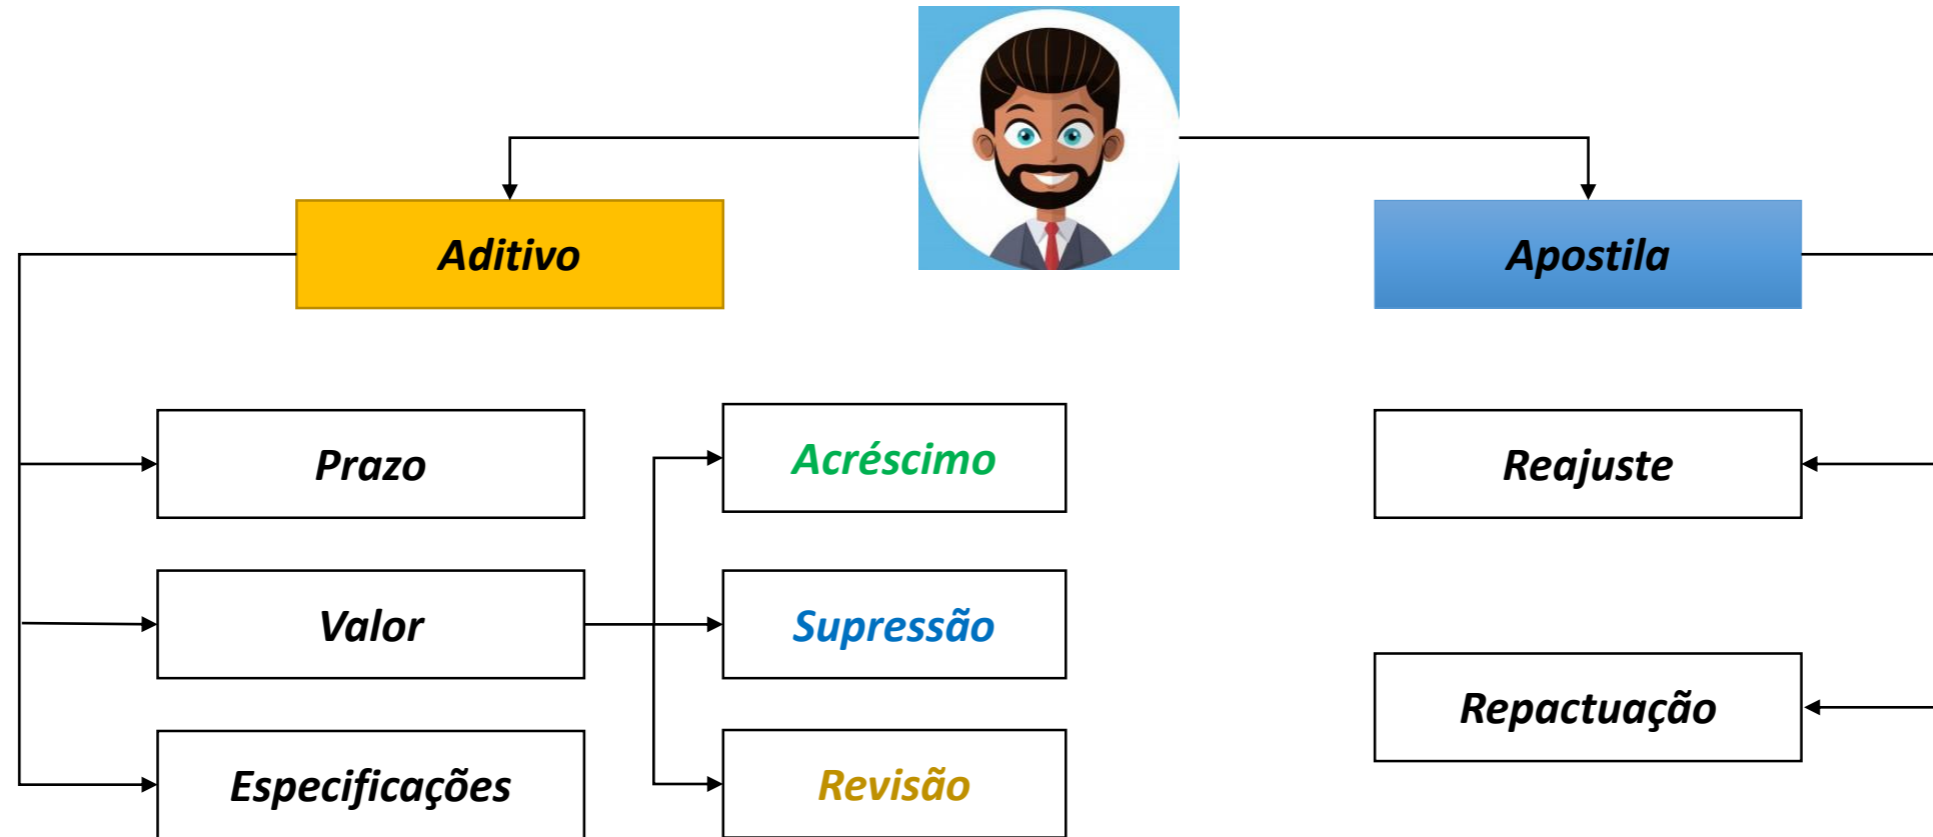 Aditivo
Apostila
Prazo
Acréscimo
Reajuste
Valor
Supressão
Repactuação
Especificações
Revisão